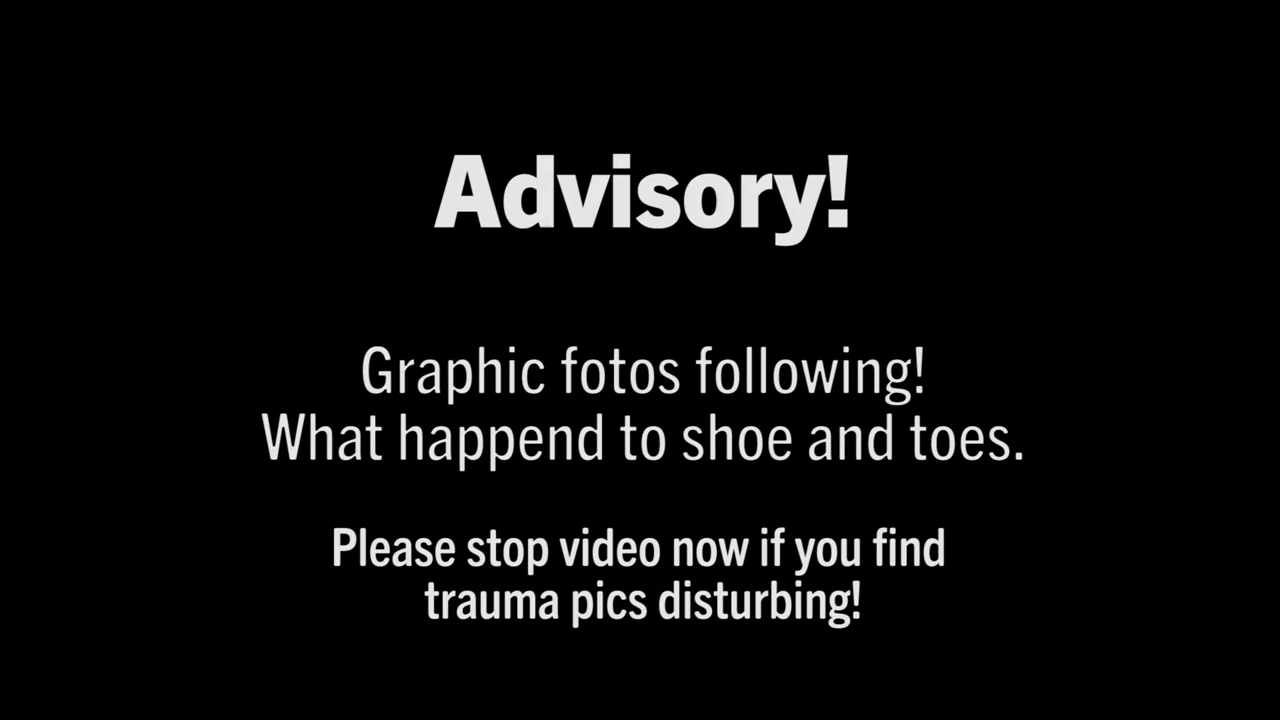 Advisory!
Graphic fotos following!
What happend to shoe and toes.
Please stop video now if you find
trauma pics disturbing!